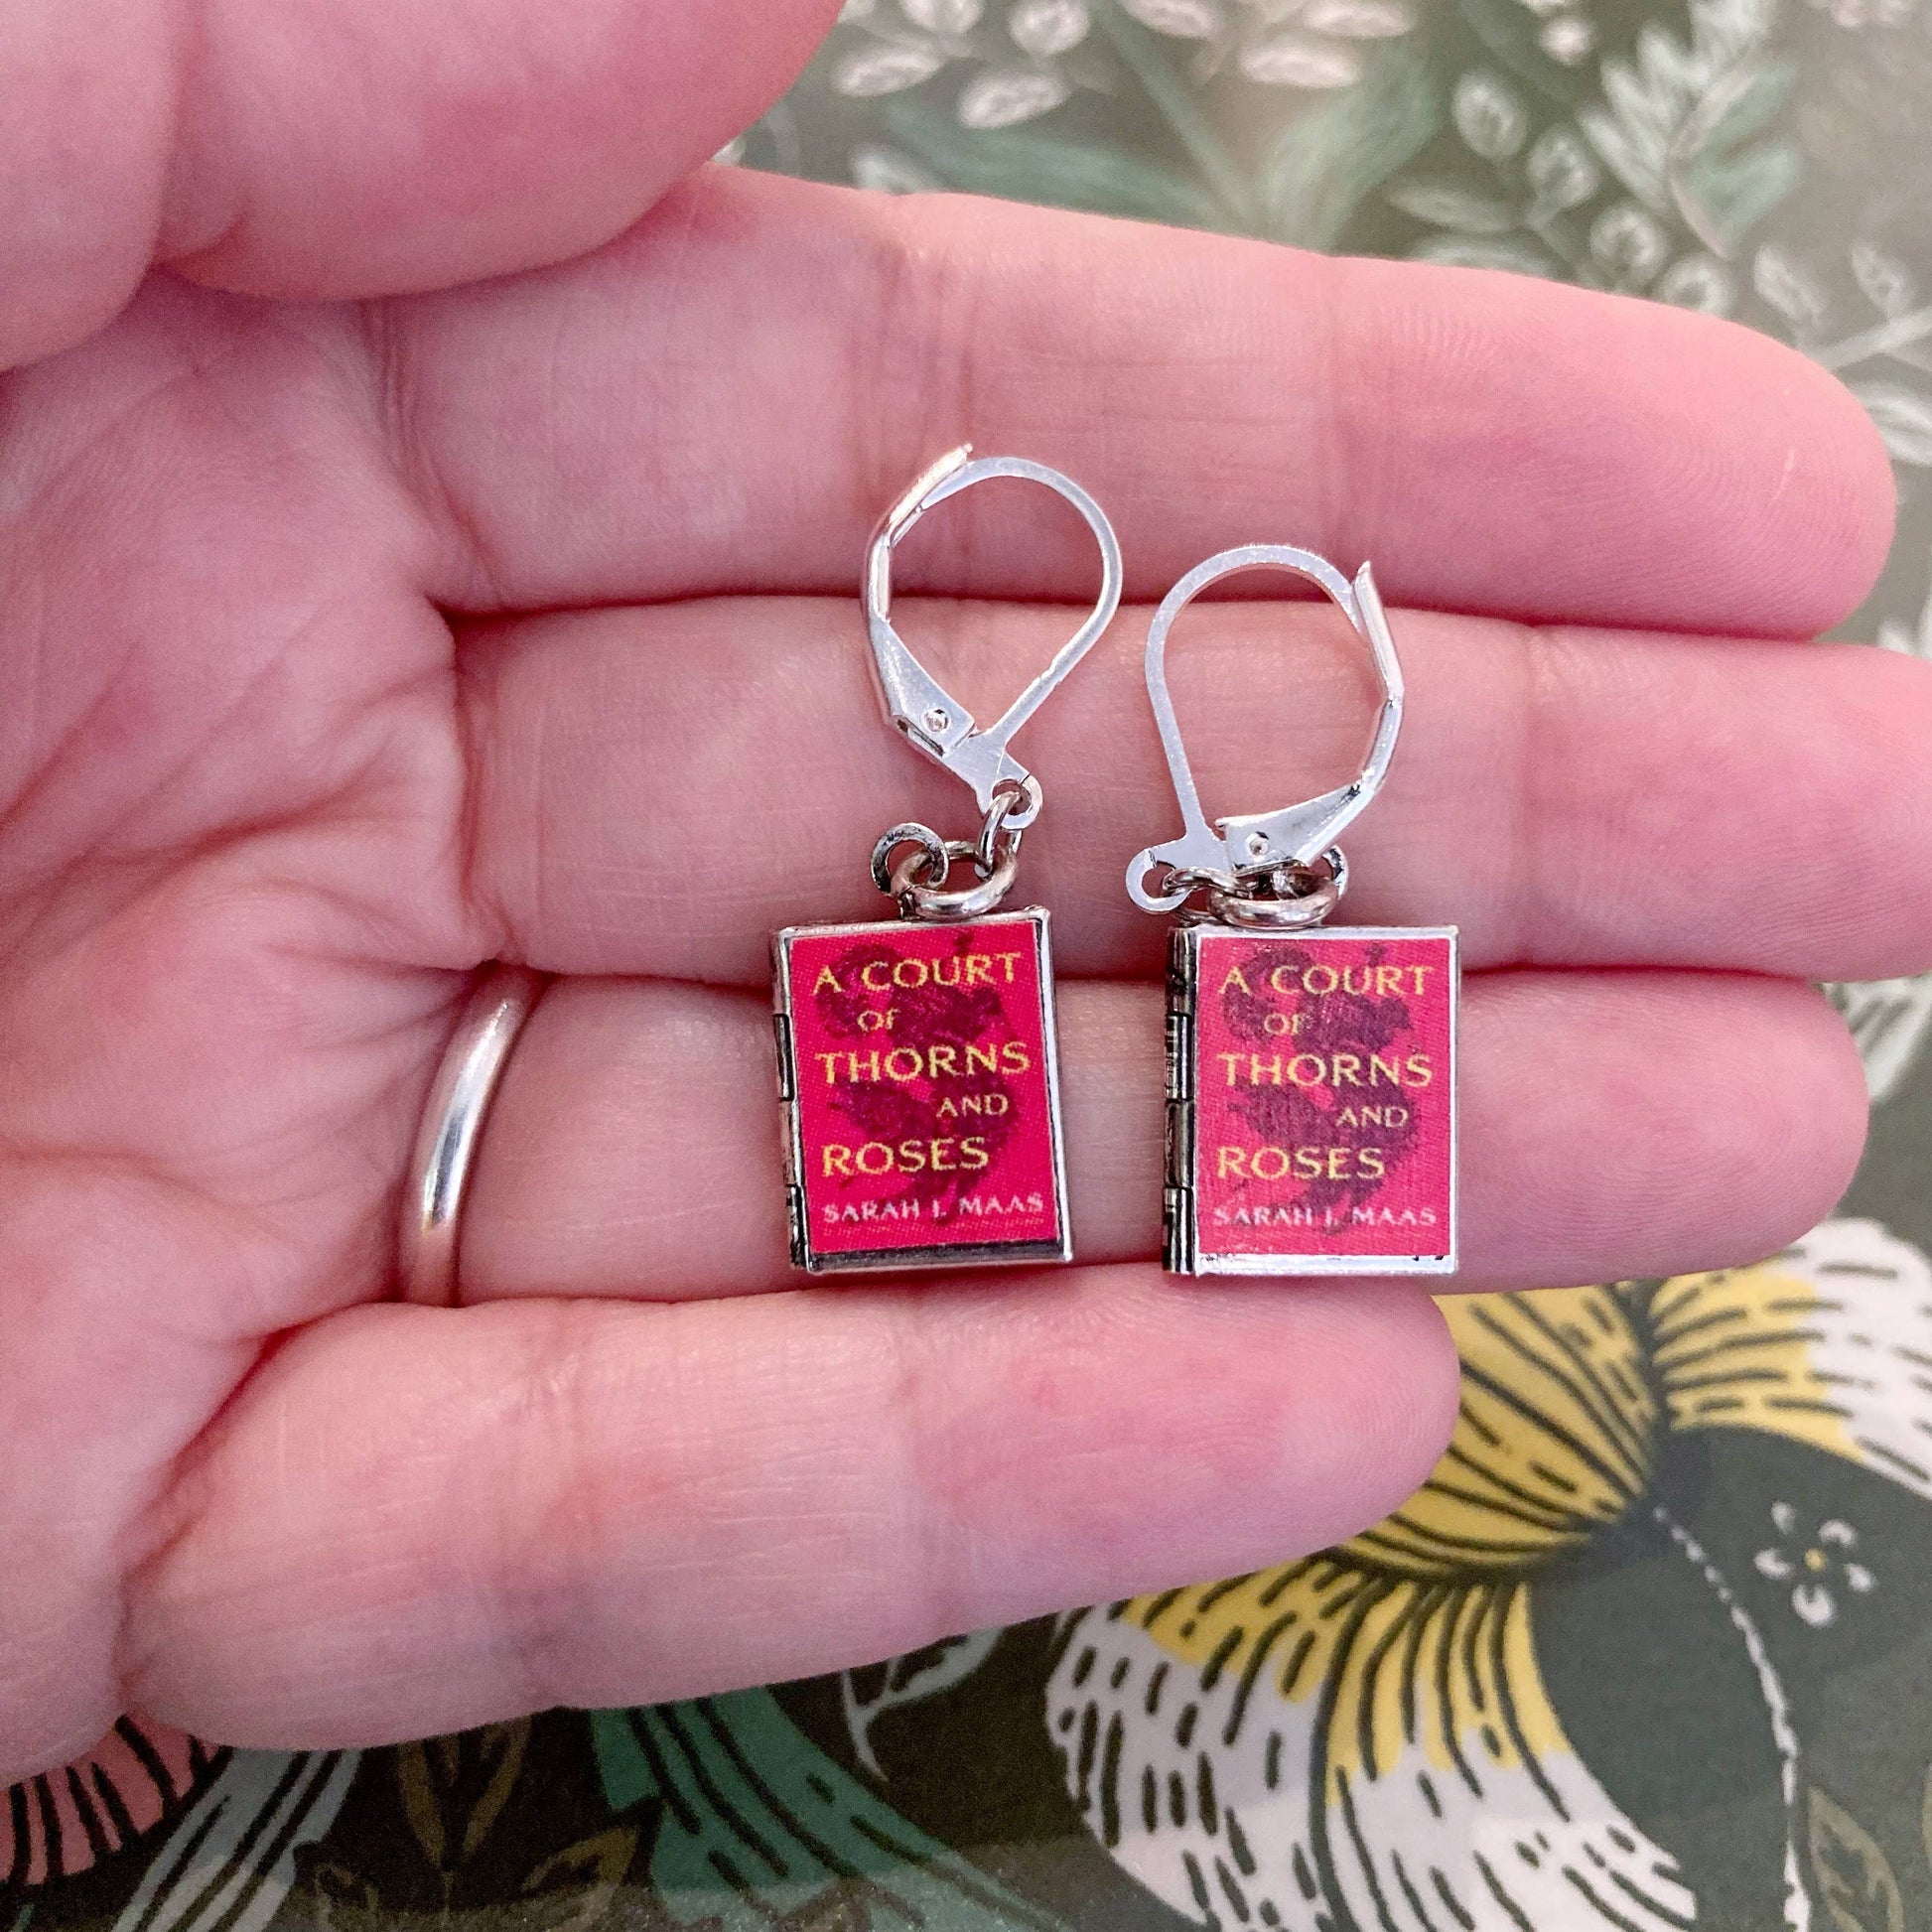 A COURT
OF
THORNS
AND
ROSES
SARAH J. MAAS
A COURT
OF
THORNS
AND
ROSES
SARAH J. MAAS